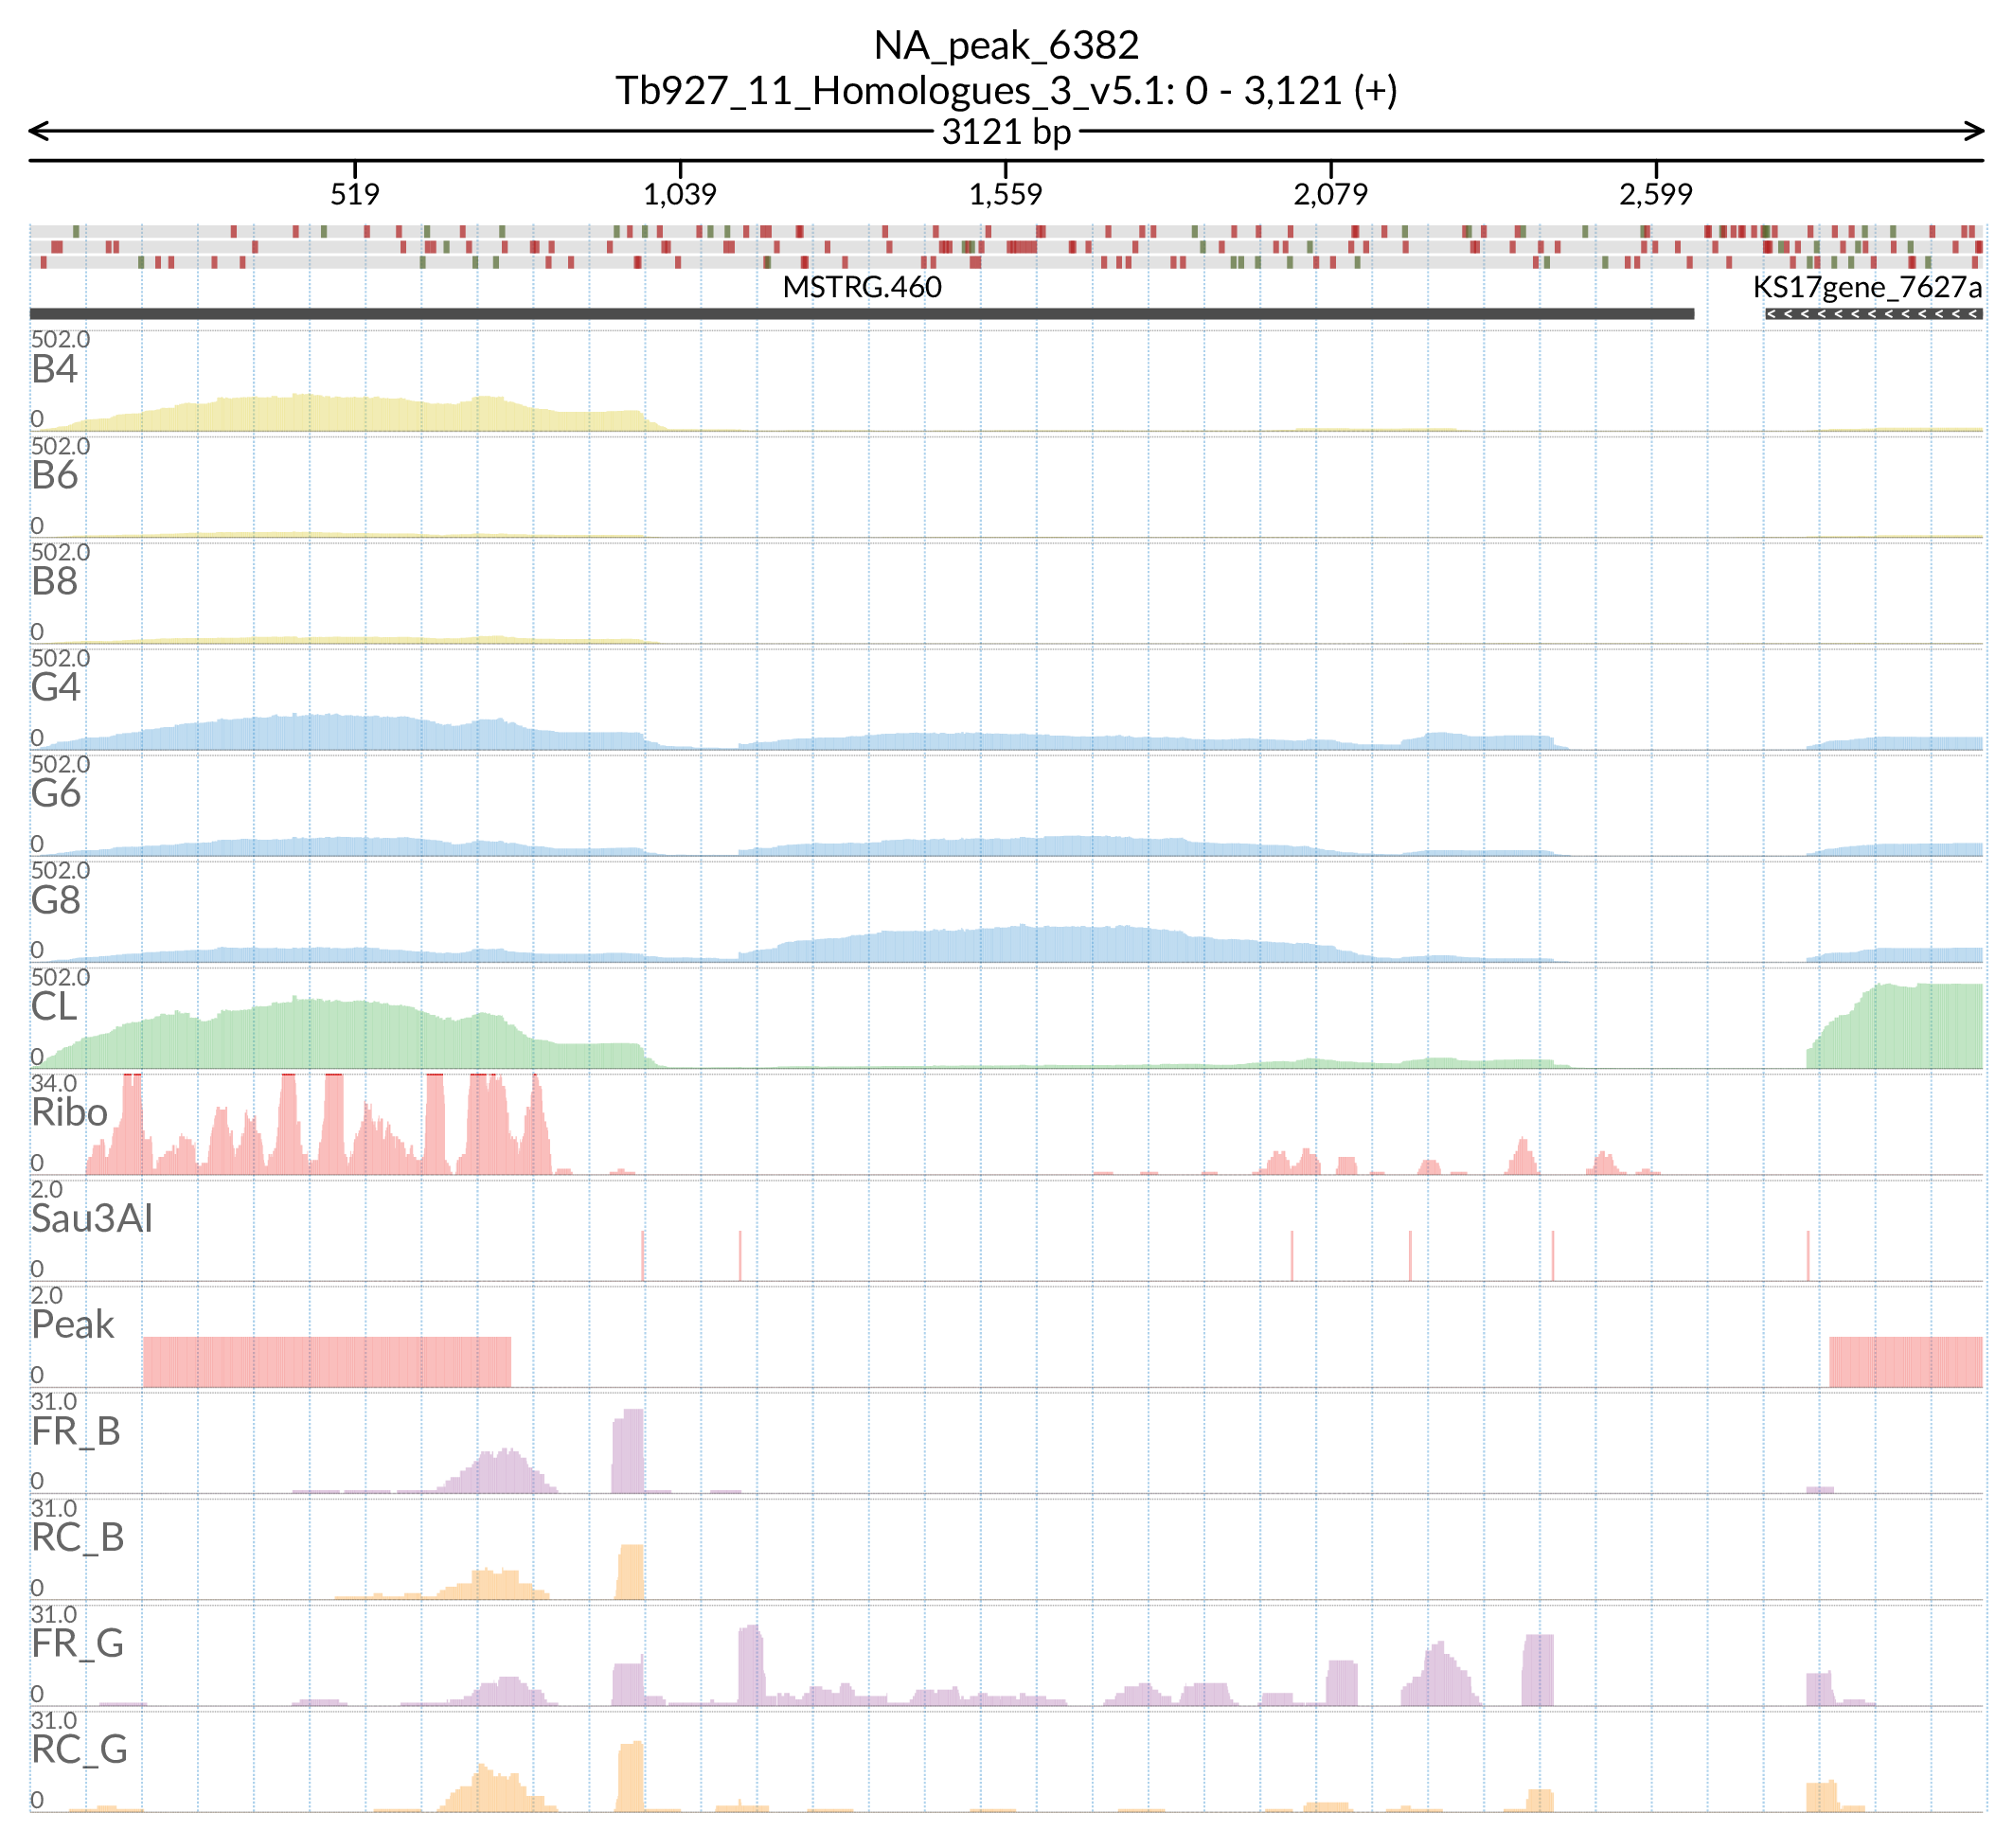 NA_peak_6382
Tb927_11_Homologues_3_v5.1: 0 - 3,121 (+)
3121 bp
519 1,039 1,559 2,079 2,599
MSTRG.460 KS17gene_7627a
502.0
B4
0
502.0
B6
0
502.0
B8
0
502.0
G4
0
502.0
G6
0
502.0
G8
0
502.0
CL
0
34.0
Ribo
0
2.0
Sau3AI
0
2.0
Peak
0
31.0
FR_B
0
31.0
RC_B
0
31.0
FR_G
0
31.0
RC_G
0